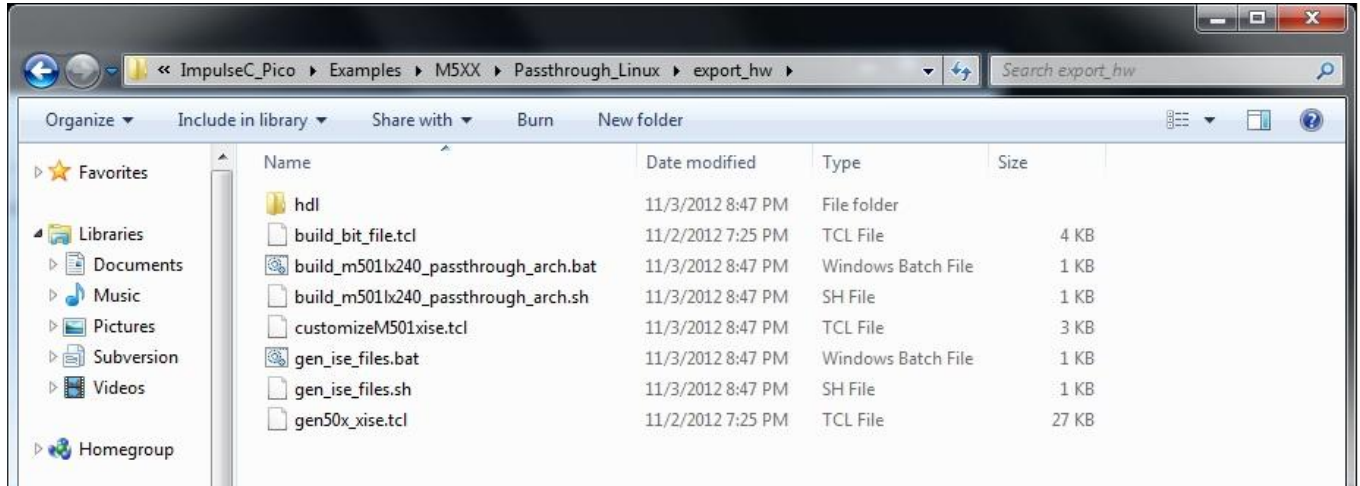 « ImpulseC_Pico ▸ Examples ▸ M5XX ▸ Passthrough_Linux ▸ export_hw ▸ Search export_hw
Organize ▾ Include in library ▾ Share with ▾ Burn New folder
Favorites
Libraries
Documents
Music
Pictures
Subversion
Videos
Homegroup
Name Date modified Type Size
hdl 11/3/2012 8:47 PM File folder
build_bit_file.tcl 11/2/2012 7:25 PM TCL File 4 KB
build_m501lx240_passthrough_arch.bat 11/3/2012 8:47 PM Windows Batch File 1 KB
build_m501lx240_passthrough_arch.sh 11/3/2012 8:47 PM SH File 1 KB
customizeM501xise.tcl 11/3/2012 8:47 PM TCL File 3 KB
gen_ise_files.bat 11/3/2012 8:47 PM Windows Batch File 1 KB
gen_ise_files.sh 11/3/2012 8:47 PM SH File 1 KB
gen50x_xise.tcl 11/2/2012 7:25 PM TCL File 27 KB